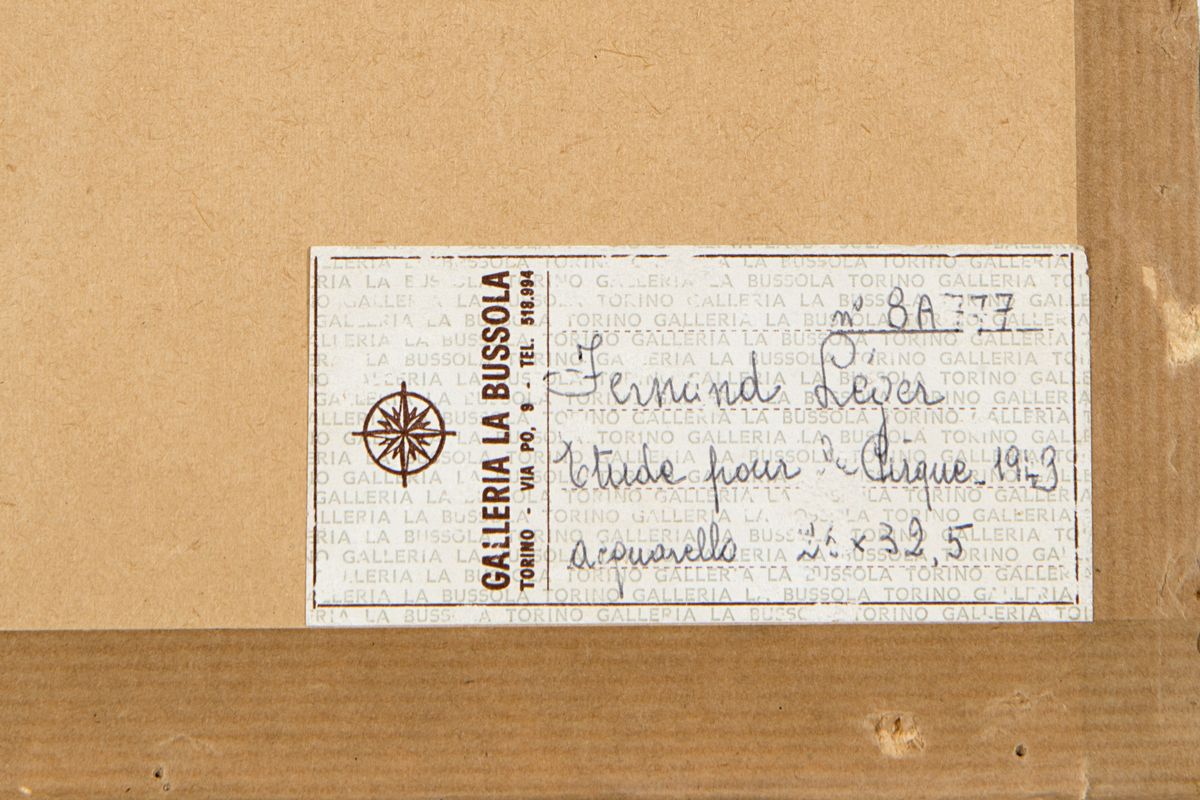 GALLERIA LA BUSSOLA
TORINO - VIA PO, 9 - TEL. 518.994
n° 8A777
Fernand Léger
Etude pour Cirque - 1943
acquarello x 32,5